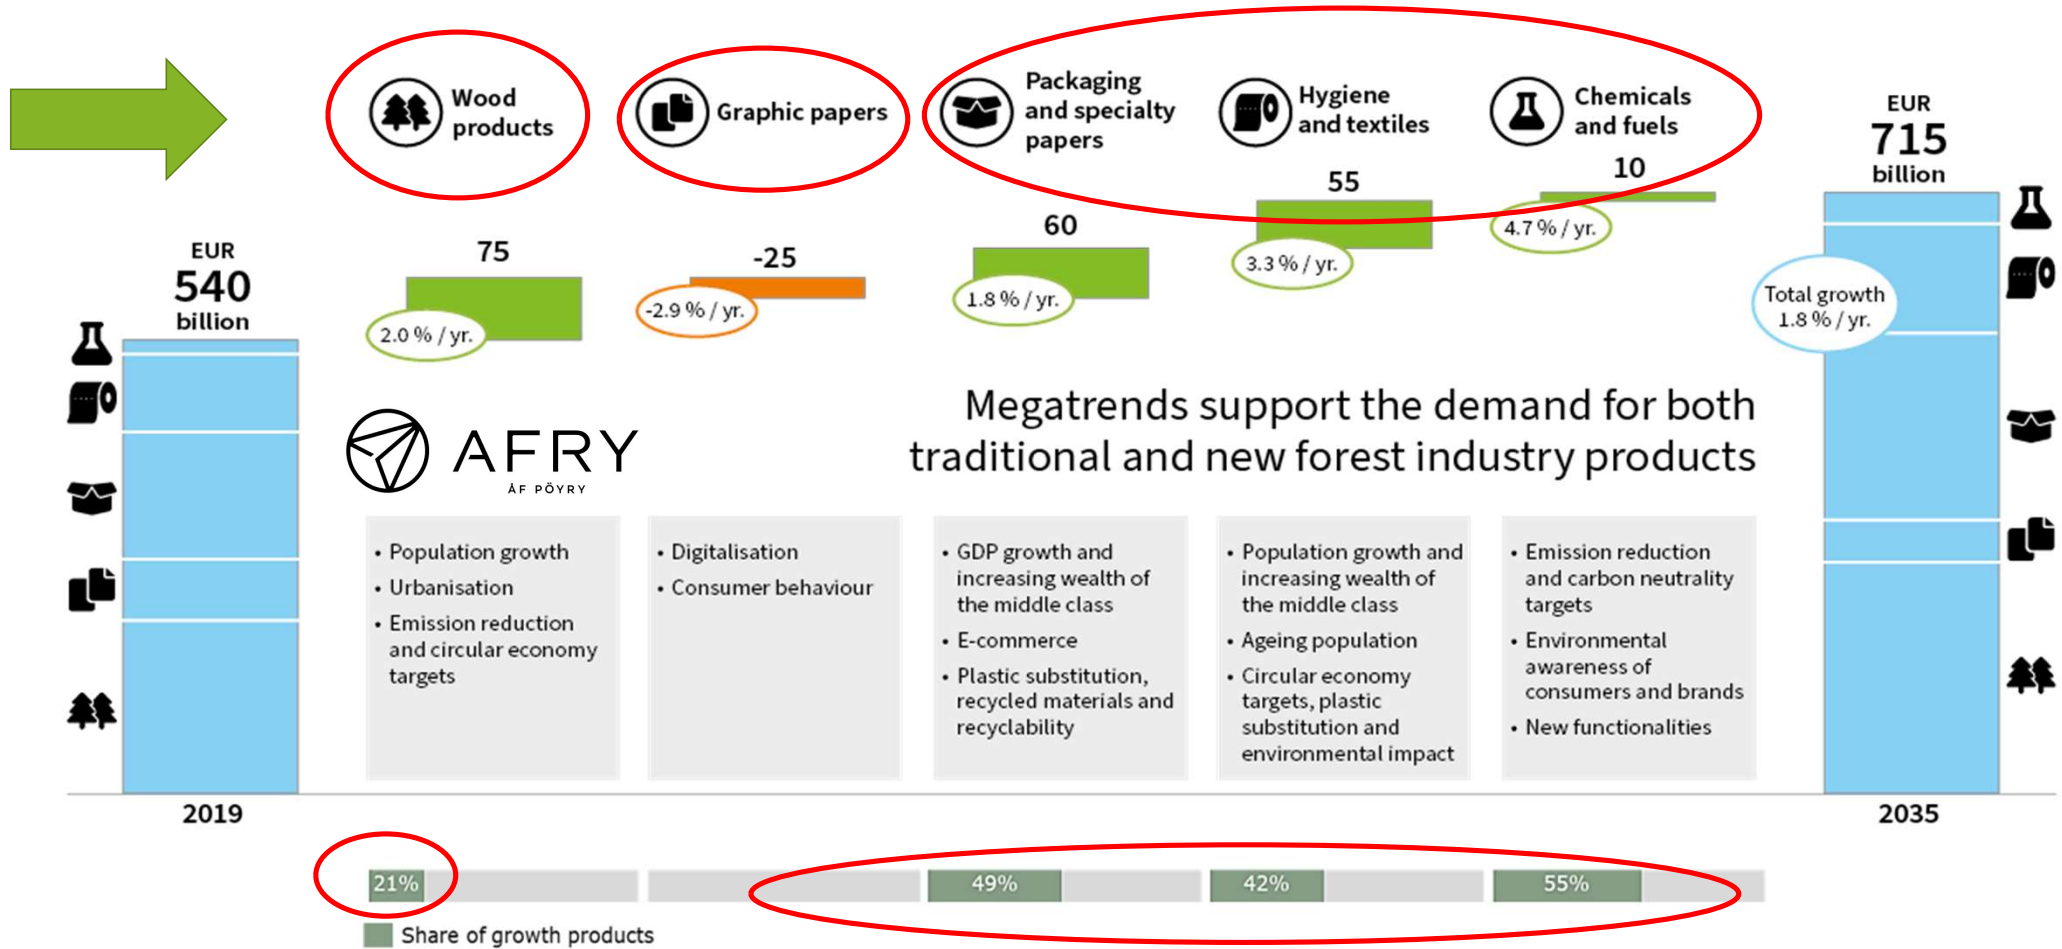 Wood
products
Graphic papers
Packaging
and specialty
papers
Hygiene
and textiles
Chemicals
and fuels
EUR
540
billion
75
2.0 % / yr.
-25
-2.9 % / yr.
60
1.8 % / yr.
55
3.3 % / yr.
10
4.7 % / yr.
EUR
715
billion
Total growth
1.8 % / yr.
AFRY
ÅF PÖYRY
Megatrends support the demand for both
traditional and new forest industry products
• Population growth
• Urbanisation
• Emission reduction
and circular economy
targets
• Digitalisation
• Consumer behaviour
• GDP growth and
increasing wealth of
the middle class
• E-commerce
• Plastic substitution,
recycled materials and
recyclability
• Population growth and
increasing wealth of
the middle class
• Ageing population
• Circular economy
targets, plastic
substitution and
environmental impact
• Emission reduction
and carbon neutrality
targets
• Environmental
awareness of
consumers and brands
• New functionalities
2019
2035
21%
49%
42%
55%
Share of growth products